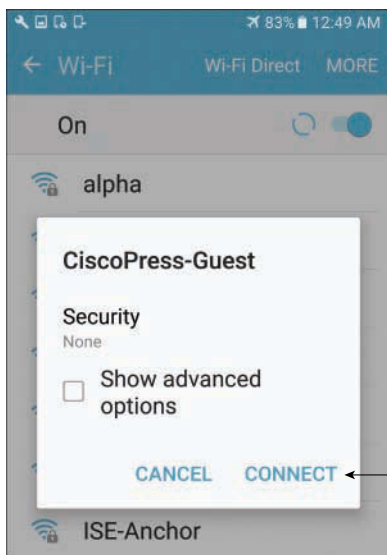 83% 12:49 AM
Wi-Fi Wi-Fi Direct MORE
On
alpha
CiscoPress-Guest
Security
None
Show advanced
options
CANCEL CONNECT
ISE-Anchor